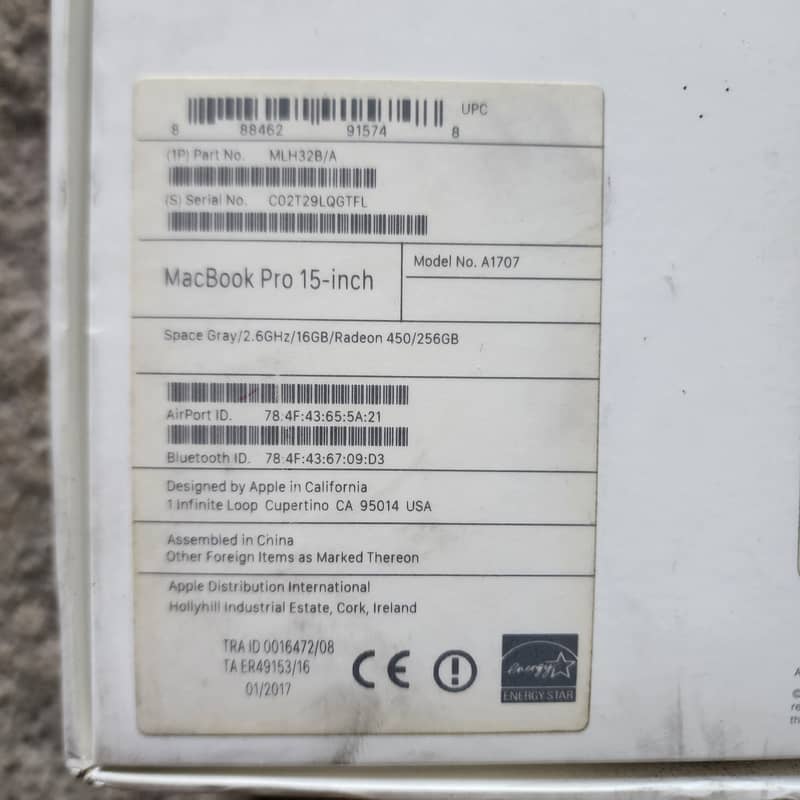 UPC
8 88462 91574 8
(1P) Part No. MLH32B/A
(S) Serial No. C02T29LQGTFL
MacBook Pro 15-inch
Model No. A1707
Space Gray/2.6GHz/16GB/Radeon 450/256GB
AirPort ID. 78:4F:43:65:5A:21
Bluetooth ID. 78:4F:43:67:09:D3
Designed by Apple in California
1 Infinite Loop Cupertino CA 95014 USA
Assembled in China
Other Foreign Items as Marked Thereon
Apple Distribution International
Hollyhill Industrial Estate, Cork, Ireland
TRA ID 0016472/08
TA ER49153/16
01/2017
CE
energy
ENERGY STAR